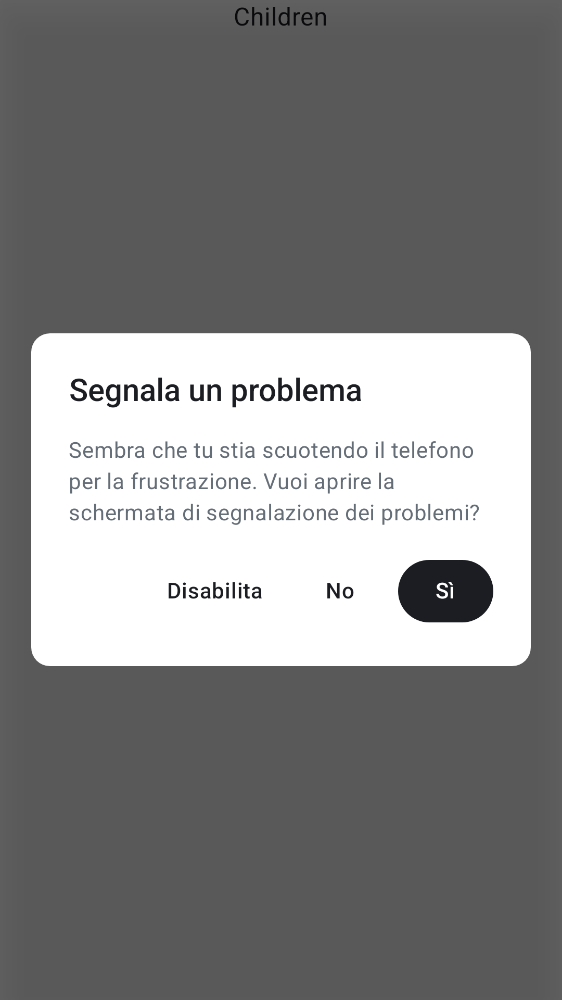 Children
Segnala un problema
Sembra che tu stia scuotendo il telefono
per la frustrazione. Vuoi aprire la
schermata di segnalazione dei problemi?
Disabilita No Sì